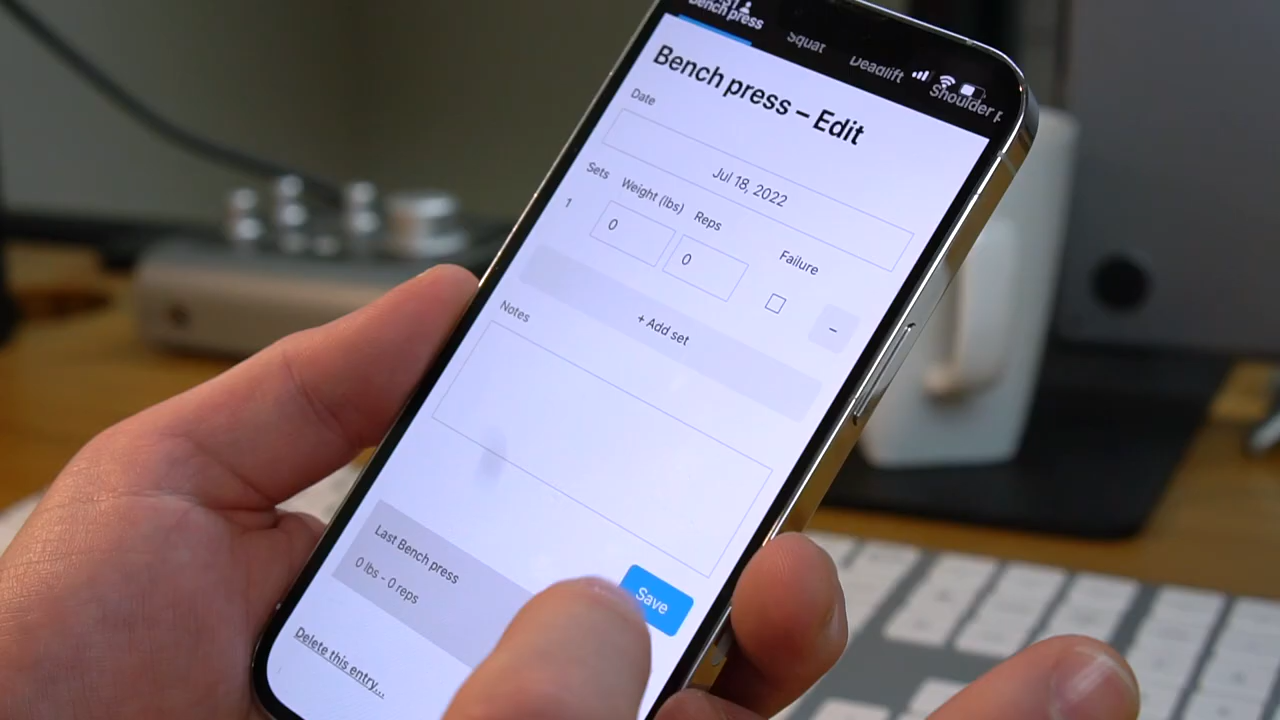 Bench press Squat Deadlift Shoulder
Bench press – Edit
Date
Jul 18, 2022
Sets Weight (lbs) Reps Failure
1 0 0 –
+ Add set
Notes
Last Bench press
0 lbs - 0 reps
Save
Delete this entry...